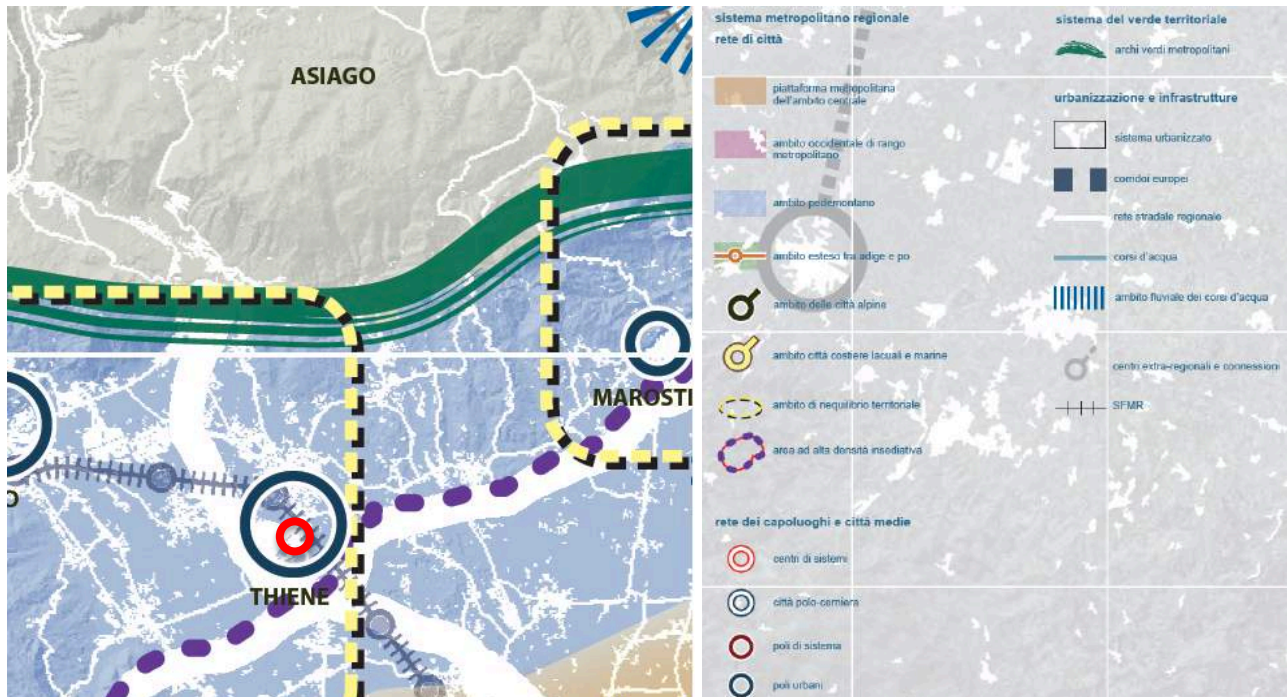 ASIAGO
MAROSTI
O
THIENE
sistema metropolitano regionale
rete di città
piattaforma metropolitana
dell'ambito centrale
ambito occidentale di rango
metropolitano
ambito pedemontano
ambito esteso tra adige e po
ambito delle città alpine
ambito città costiere lacuali e marine
ambito di riequilibrio territoriale
area ad alta densità insediativa
rete dei capoluoghi e città medie
centri di sistemi
città polo-cerniera
poli di sistema
poli urbani
sistema del verde territoriale
archi verdi metropolitani
urbanizzazione e infrastrutture
sistema urbanizzato
corridoi europei
rete stradale regionale
corsi d'acqua
ambito fluviale dei corsi d'acqua
centri extra-regionali e connessioni
SFMR